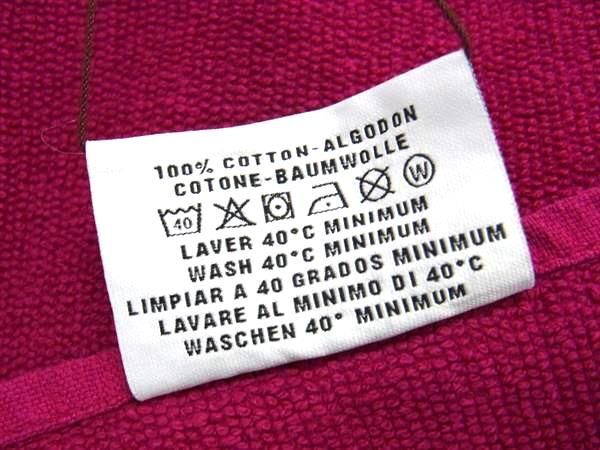 100% COTTON-ALGODON
COTONE-BAUMWOLLE
40 W
LAVER 40°C MINIMUM
WASH 40°C MINIMUM
LIMPIAR A 40 GRADOS MINIMUM
LAVARE AL MINIMO DI 40°C
WASCHEN 40° MINIMUM